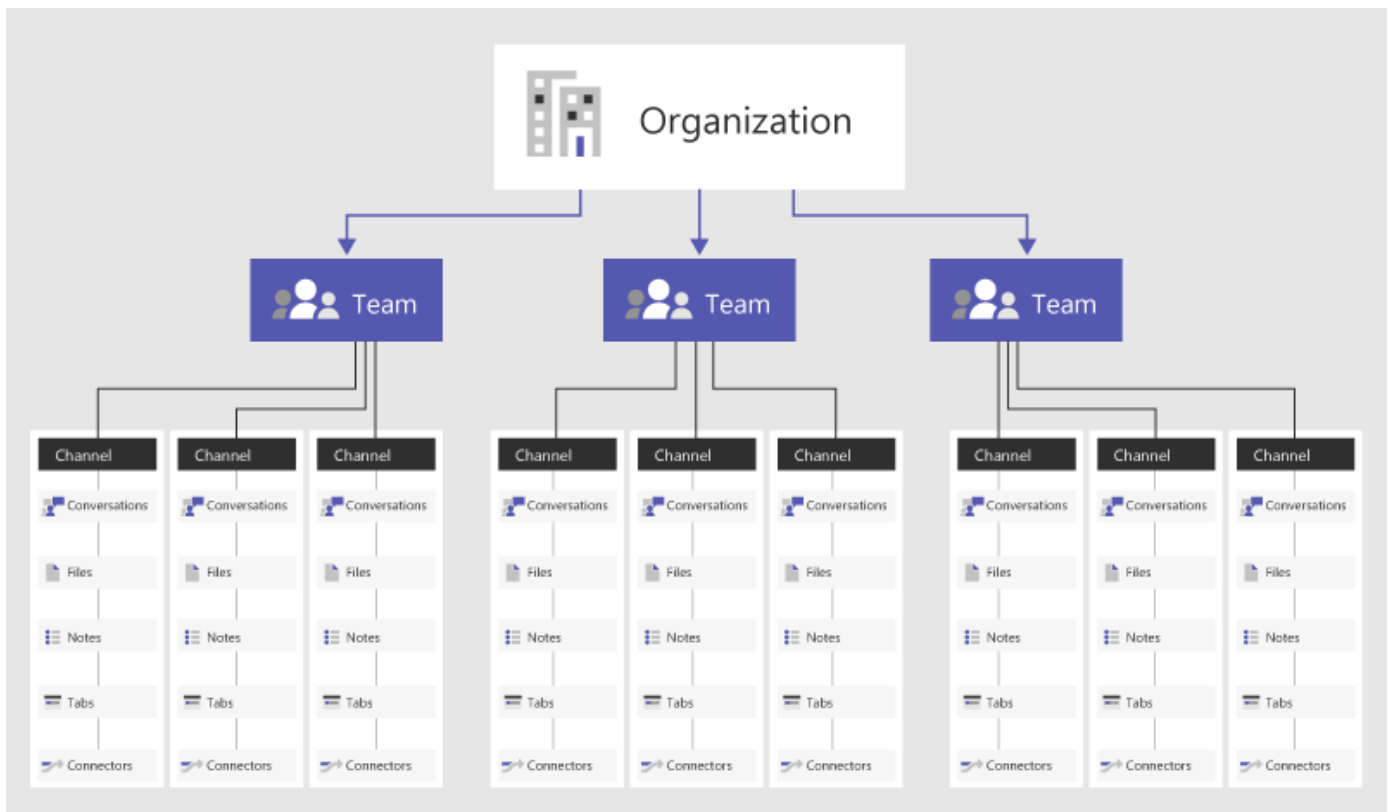 Organization
Team Team Team
Channel Channel Channel Channel Channel Channel Channel Channel Channel
Conversations Conversations Conversations Conversations Conversations Conversations Conversations Conversations Conversations
Files Files Files Files Files Files Files Files Files
Notes Notes Notes Notes Notes Notes Notes Notes Notes
Tabs Tabs Tabs Tabs Tabs Tabs Tabs Tabs Tabs
Connectors Connectors Connectors Connectors Connectors Connectors Connectors Connectors Connectors